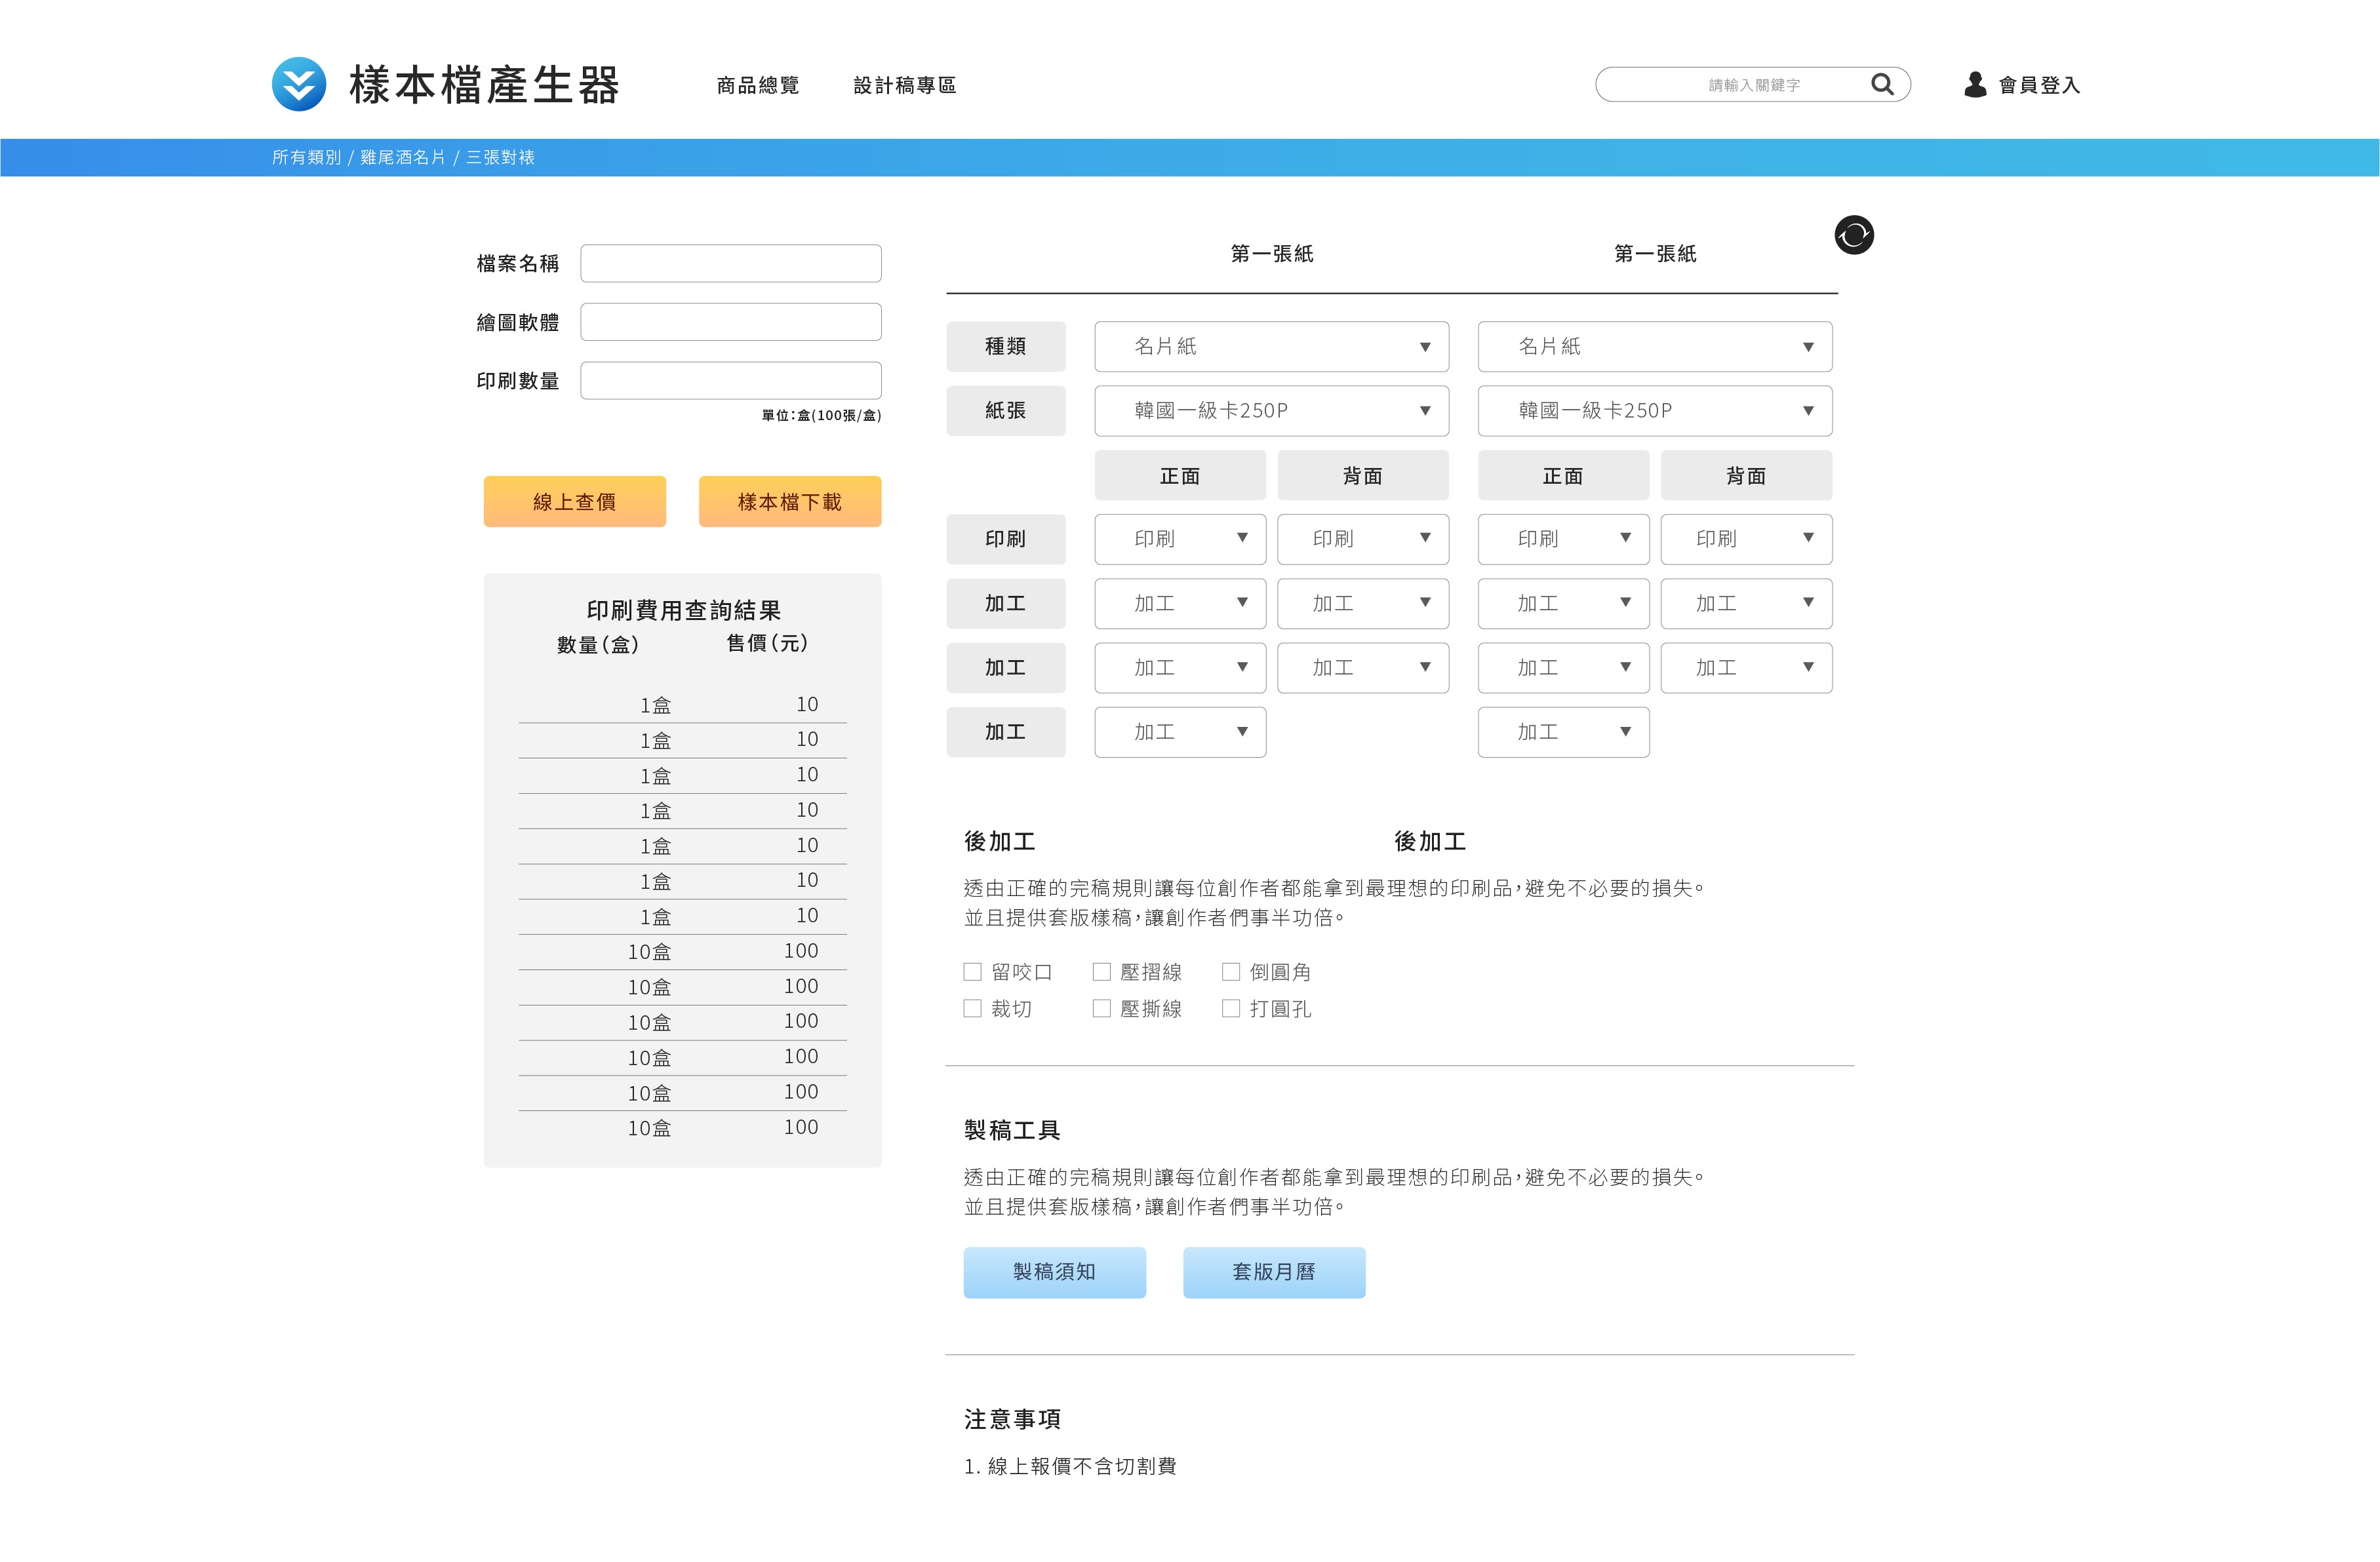 樣本檔產生器 商品總覽 設計稿專區 請輸入關鍵字 會員登入
所有類別 / 雞尾酒名片 / 三張對裱
檔案名稱
繪圖軟體
印刷數量
單位:盒(100張/盒)
線上查價 樣本檔下載
印刷費用查詢結果
數量(盒) 售價(元)
1盒 10
1盒 10
1盒 10
1盒 10
1盒 10
1盒 10
1盒 10
10盒 100
10盒 100
10盒 100
10盒 100
10盒 100
10盒 100
第一張紙 第一張紙
種類 名片紙 名片紙
紙張 韓國一級卡250P 韓國一級卡250P
正面 背面 正面 背面
印刷 印刷 印刷 印刷 印刷
加工 加工 加工 加工 加工
加工 加工 加工 加工 加工
加工 加工 加工
後加工 後加工
透由正確的完稿規則讓每位創作者都能拿到最理想的印刷品,避免不必要的損失。
並且提供套版樣稿,讓創作者們事半功倍。
留咬口 壓摺線 倒圓角
裁切 壓撕線 打圓孔
製稿工具
透由正確的完稿規則讓每位創作者都能拿到最理想的印刷品,避免不必要的損失。
並且提供套版樣稿,讓創作者們事半功倍。
製稿須知 套版月曆
注意事項
1. 線上報價不含切割費